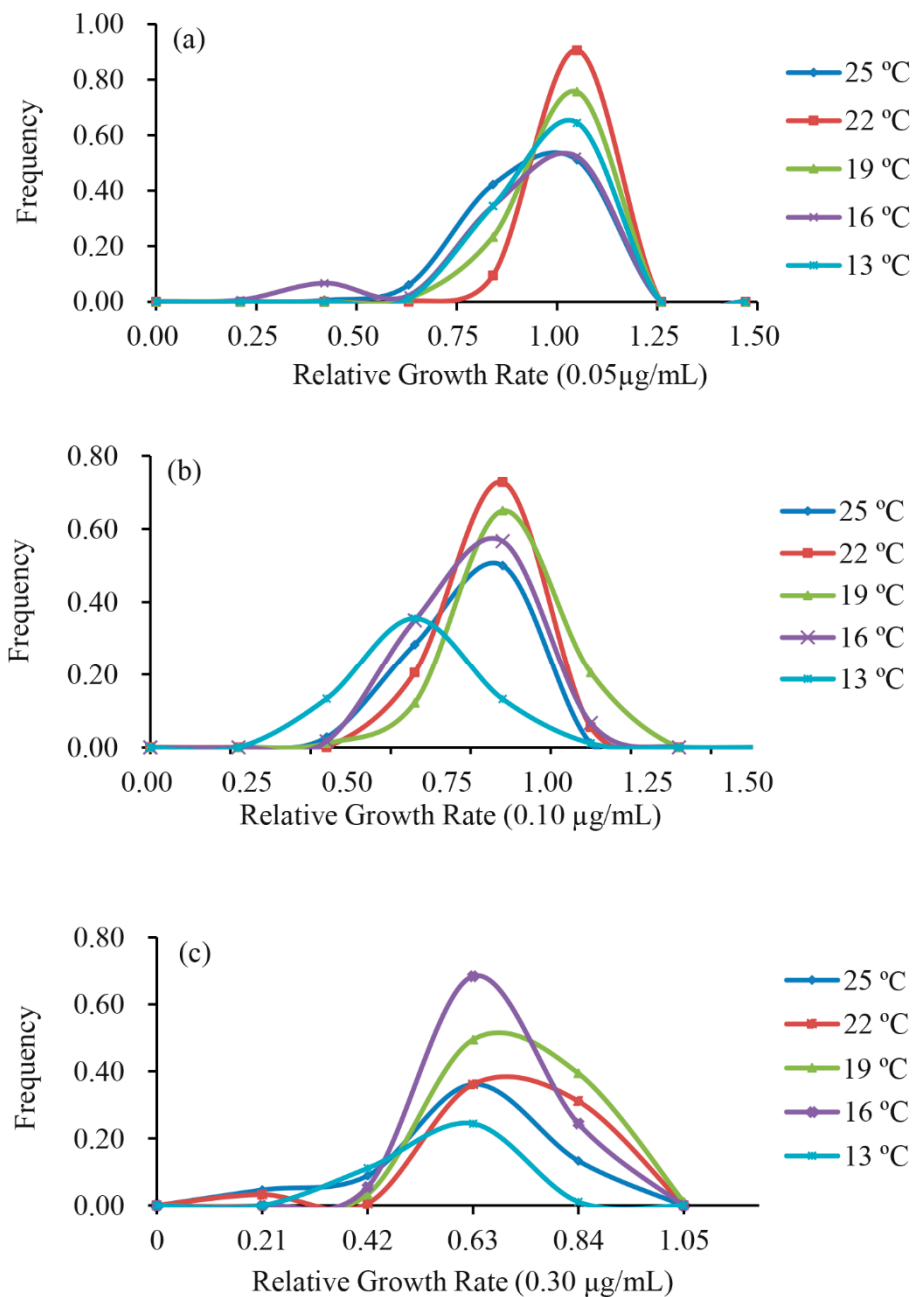 (a)
1.00
0.80
0.60
0.40
0.20
0.00
Frequency
0.00 0.25 0.50 0.75 1.00 1.25 1.50
Relative Growth Rate (0.05µg/mL)
25 ºC
22 ºC
19 ºC
16 ºC
13 ºC
(b)
0.80
0.60
0.40
0.20
0.00
Frequency
0.00 0.25 0.50 0.75 1.00 1.25 1.50
Relative Growth Rate (0.10 µg/mL)
25 ºC
22 ºC
19 ºC
16 ºC
13 ºC
(c)
0.80
0.60
0.40
0.20
0.00
Frequency
0 0.21 0.42 0.63 0.84 1.05
Relative Growth Rate (0.30 µg/mL)
25 ºC
22 ºC
19 ºC
16 ºC
13 ºC